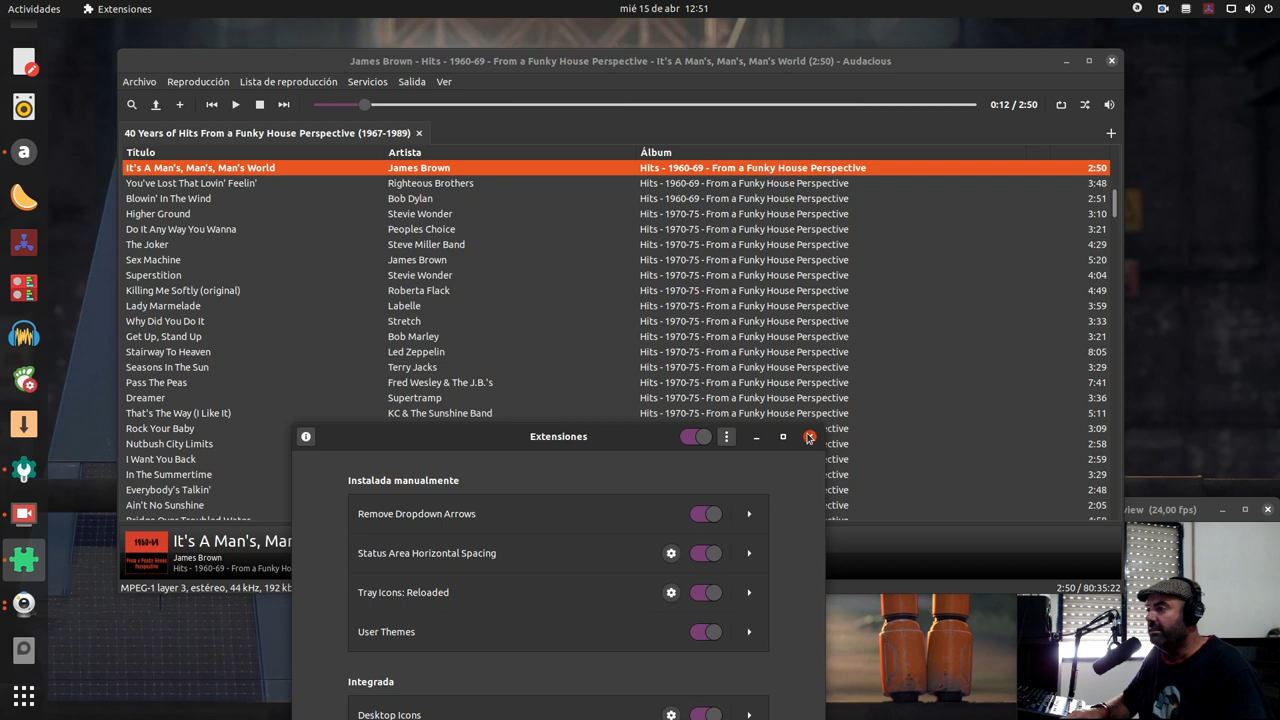 Actividades Extensiones mié 15 de abr 12:51
James Brown - Hits - 1960-69 - From a Funky House Perspective - It's A Man's, Man's, Man's World (2:50) - Audacious
Archivo Reproducción Lista de reproducción Servicios Salida Ver
0:12 / 2:50
40 Years of Hits From a Funky House Perspective (1967-1989)
Título Artista Álbum
It's A Man's, Man's, Man's World James Brown Hits - 1960-69 - From a Funky House Perspective 2:50
You've Lost That Lovin' Feelin' Righteous Brothers Hits - 1960-69 - From a Funky House Perspective 3:48
Blowin' In The Wind Bob Dylan Hits - 1960-69 - From a Funky House Perspective 2:51
Higher Ground Stevie Wonder Hits - 1970-75 - From a Funky House Perspective 3:10
Do It Any Way You Wanna Peoples Choice Hits - 1970-75 - From a Funky House Perspective 3:21
The Joker Steve Miller Band Hits - 1970-75 - From a Funky House Perspective 4:29
Sex Machine James Brown Hits - 1970-75 - From a Funky House Perspective 5:20
Superstition Stevie Wonder Hits - 1970-75 - From a Funky House Perspective 4:04
Killing Me Softly (original) Roberta Flack Hits - 1970-75 - From a Funky House Perspective 4:49
Lady Marmelade Labelle Hits - 1970-75 - From a Funky House Perspective 3:59
Why Did You Do It Stretch Hits - 1970-75 - From a Funky House Perspective 3:33
Get Up, Stand Up Bob Marley Hits - 1970-75 - From a Funky House Perspective 3:21
Stairway To Heaven Led Zeppelin Hits - 1970-75 - From a Funky House Perspective 8:05
Seasons In The Sun Terry Jacks Hits - 1970-75 - From a Funky House Perspective 3:29
Pass The Peas Fred Wesley & The J.B.'s Hits - 1970-75 - From a Funky House Perspective 7:41
Dreamer Supertramp Hits - 1970-75 - From a Funky House Perspective 3:36
That's The Way (I Like It) KC & The Sunshine Band Hits - 1970-75 - From a Funky House Perspective 5:11
Rock Your Baby 3:09
Extensiones
Nutbush City Limits 2:58
I Want You Back 2:59
In The Summertime 3:29
Instalada manualmente
Everybody's Talkin' 2:48
Ain't No Sunshine 2:05
Remove Dropdown Arrows
view (24,00 fps)
It's A Man's, Man
James Brown
Hits - 1960-69 - From a Funky Ho
Status Area Horizontal Spacing
MPEG-1 layer 3, estéreo, 44 kHz, 192 kb 2:50 / 80:35:22
Tray Icons: Reloaded
User Themes
Integrada
Desktop Icons